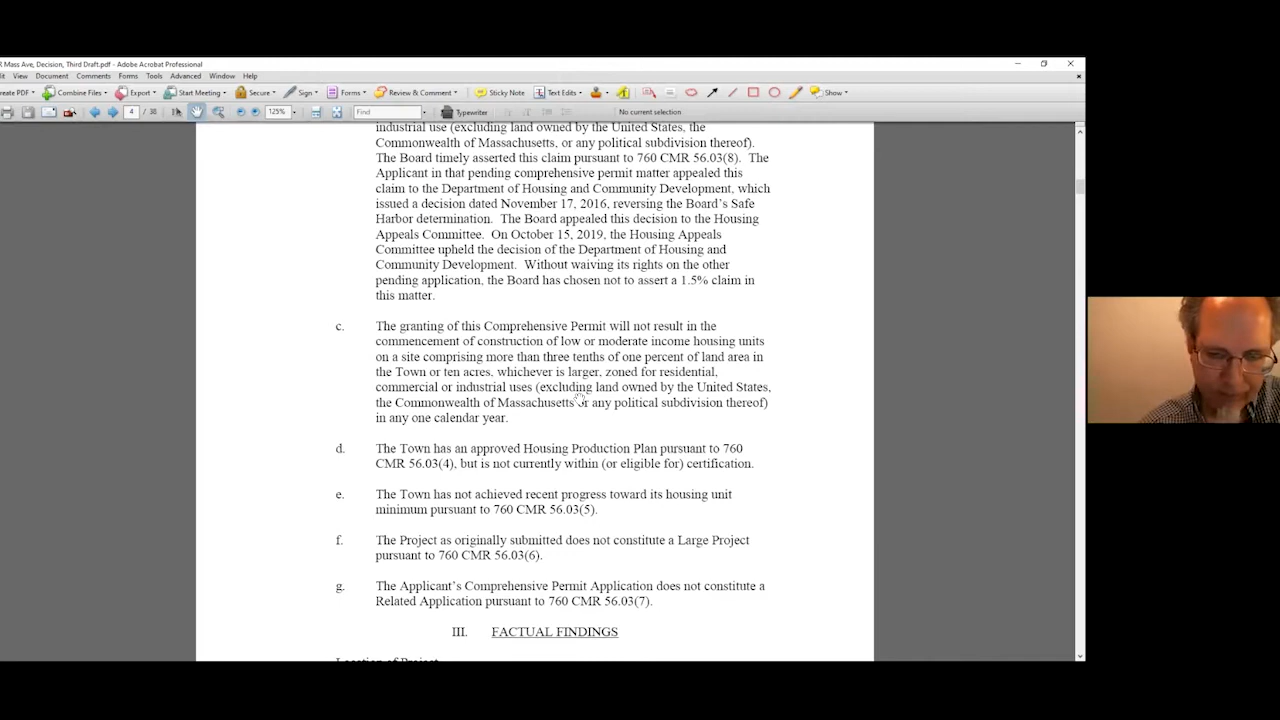 R Mass Ave, Decision, Third Draft.pdf - Adobe Acrobat Professional
it View Document Comments Forms Tools Advanced Window Help
reate PDF Combine Files Export Start Meeting Secure Sign Forms Review & Comment Sticky Note Text Edits Show
4 / 38 125% Find Typewriter No current selection
industrial use (excluding land owned by the United States, the
Commonwealth of Massachusetts, or any political subdivision thereof).
The Board timely asserted this claim pursuant to 760 CMR 56.03(8). The
Applicant in that pending comprehensive permit matter appealed this
claim to the Department of Housing and Community Development, which
issued a decision dated November 17, 2016, reversing the Board's Safe
Harbor determination. The Board appealed this decision to the Housing
Appeals Committee. On October 15, 2019, the Housing Appeals
Committee upheld the decision of the Department of Housing and
Community Development. Without waiving its rights on the other
pending application, the Board has chosen not to assert a 1.5% claim in
this matter.
c. The granting of this Comprehensive Permit will not result in the
commencement of construction of low or moderate income housing units
on a site comprising more than three tenths of one percent of land area in
the Town or ten acres, whichever is larger, zoned for residential,
commercial or industrial uses (excluding land owned by the United States,
the Commonwealth of Massachusetts or any political subdivision thereof)
in any one calendar year.
d. The Town has an approved Housing Production Plan pursuant to 760
CMR 56.03(4), but is not currently within (or eligible for) certification.
e. The Town has not achieved recent progress toward its housing unit
minimum pursuant to 760 CMR 56.03(5).
f. The Project as originally submitted does not constitute a Large Project
pursuant to 760 CMR 56.03(6).
g. The Applicant's Comprehensive Permit Application does not constitute a
Related Application pursuant to 760 CMR 56.03(7).
III. FACTUAL FINDINGS
Location of Project